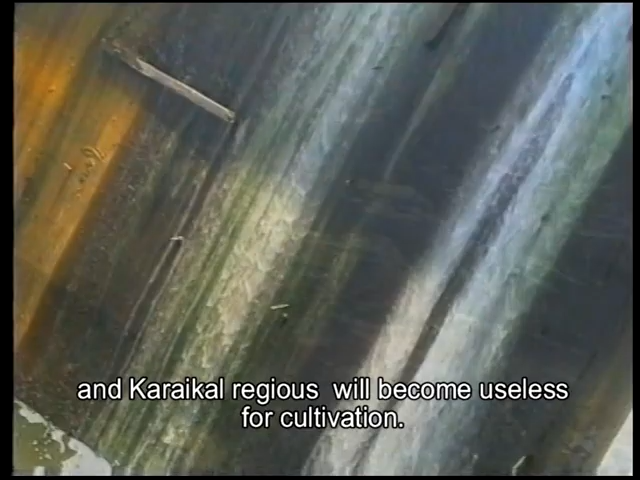 and Karaikal regious will become useless
for cultivation.